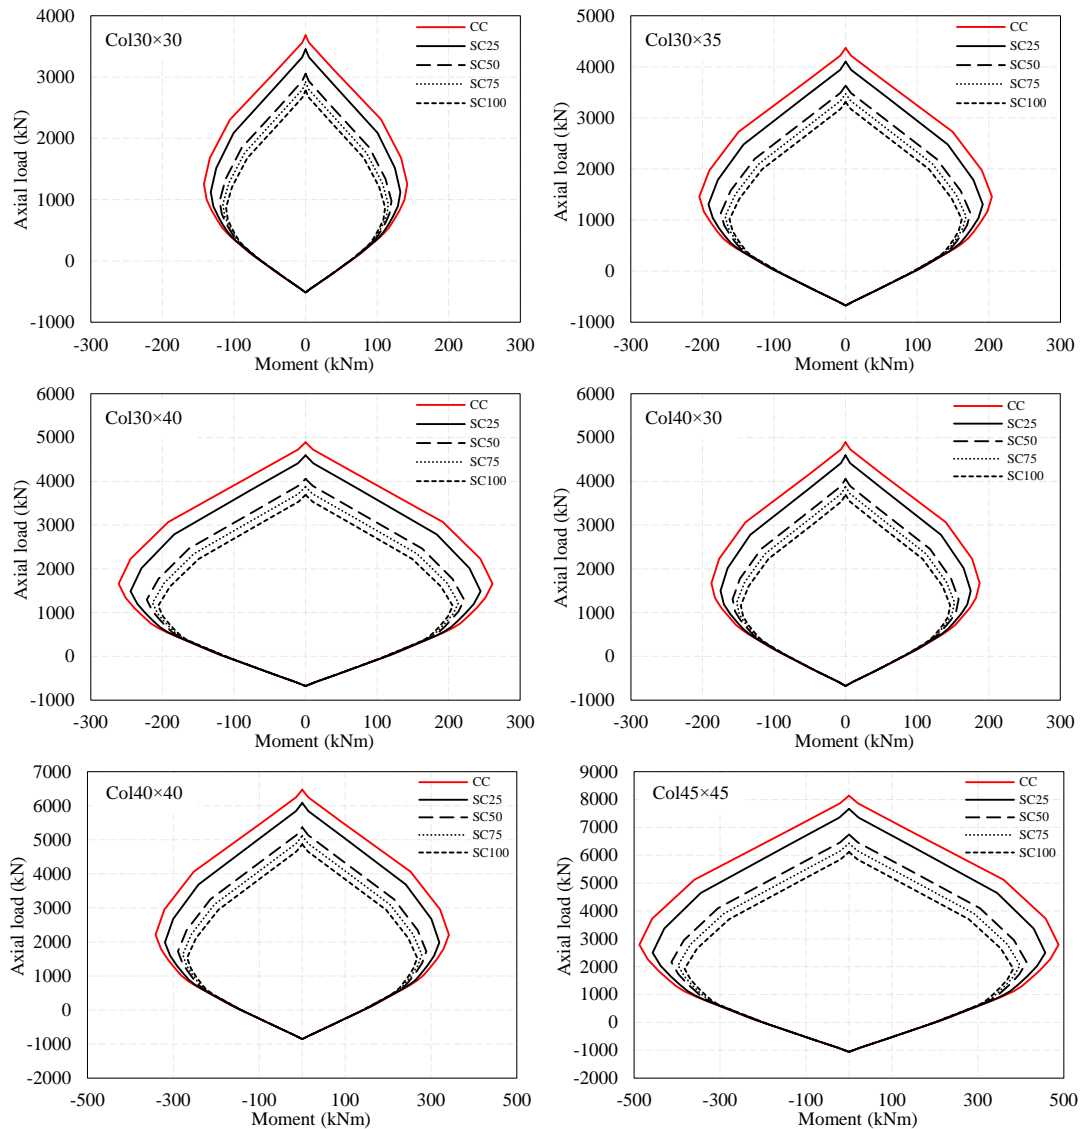 Col30×30
CC
SC25
SC50
SC75
SC100
4000
3000
2000
1000
0
-1000
-300 -200 -100 0 100 200 300
Axial load (kN)
Moment (kNm)
Col30×35
CC
SC25
SC50
SC75
SC100
5000
4000
3000
2000
1000
0
-1000
-300 -200 -100 0 100 200 300
Axial load (kN)
Moment (kNm)
Col30×40
CC
SC25
SC50
SC75
SC100
6000
5000
4000
3000
2000
1000
0
-1000
-300 -200 -100 0 100 200 300
Axial load (kN)
Moment (kNm)
Col40×30
CC
SC25
SC50
SC75
SC100
6000
5000
4000
3000
2000
1000
0
-1000
-300 -200 -100 0 100 200 300
Axial load (kN)
Moment (kNm)
Col40×40
CC
SC25
SC50
SC75
SC100
7000
6000
5000
4000
3000
2000
1000
0
-1000
-2000
-500 -300 -100 100 300 500
Axial load (kN)
Moment (kNm)
Col45×45
CC
SC25
SC50
SC75
SC100
9000
8000
7000
6000
5000
4000
3000
2000
1000
0
-1000
-2000
-500 -300 -100 100 300 500
Axial load (kN)
Moment (kNm)